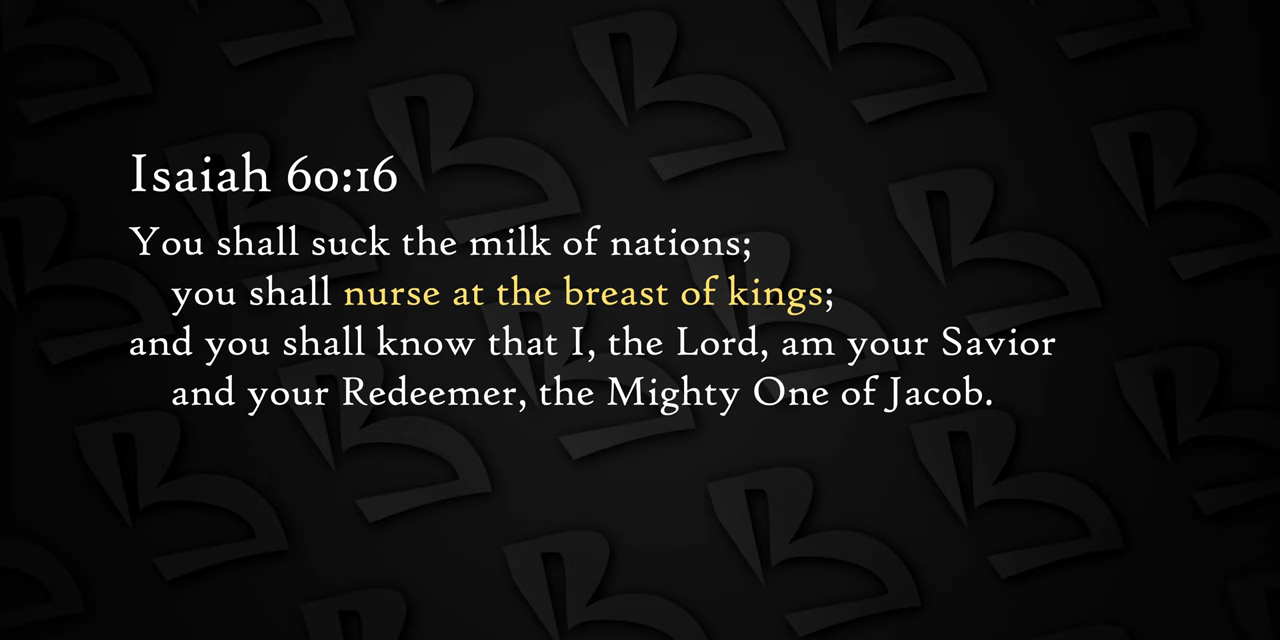 Isaiah 60:16
You shall suck the milk of nations;
you shall nurse at the breast of kings;
and you shall know that I, the Lord, am your Savior
and your Redeemer, the Mighty One of Jacob.